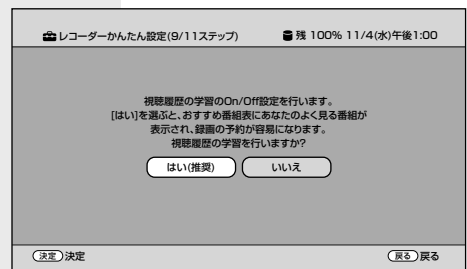 レコーダーかんたん設定(9/11ステップ) 残 100% 11/4(水)午後1:00
視聴履歴の学習のOn/Off設定を行います。
[はい]を選ぶと、おすすめ番組表にあなたのよく見る番組が
表示され、録画の予約が容易になります。
視聴履歴の学習を行いますか?
はい(推奨) いいえ
決定 決定 戻る 戻る